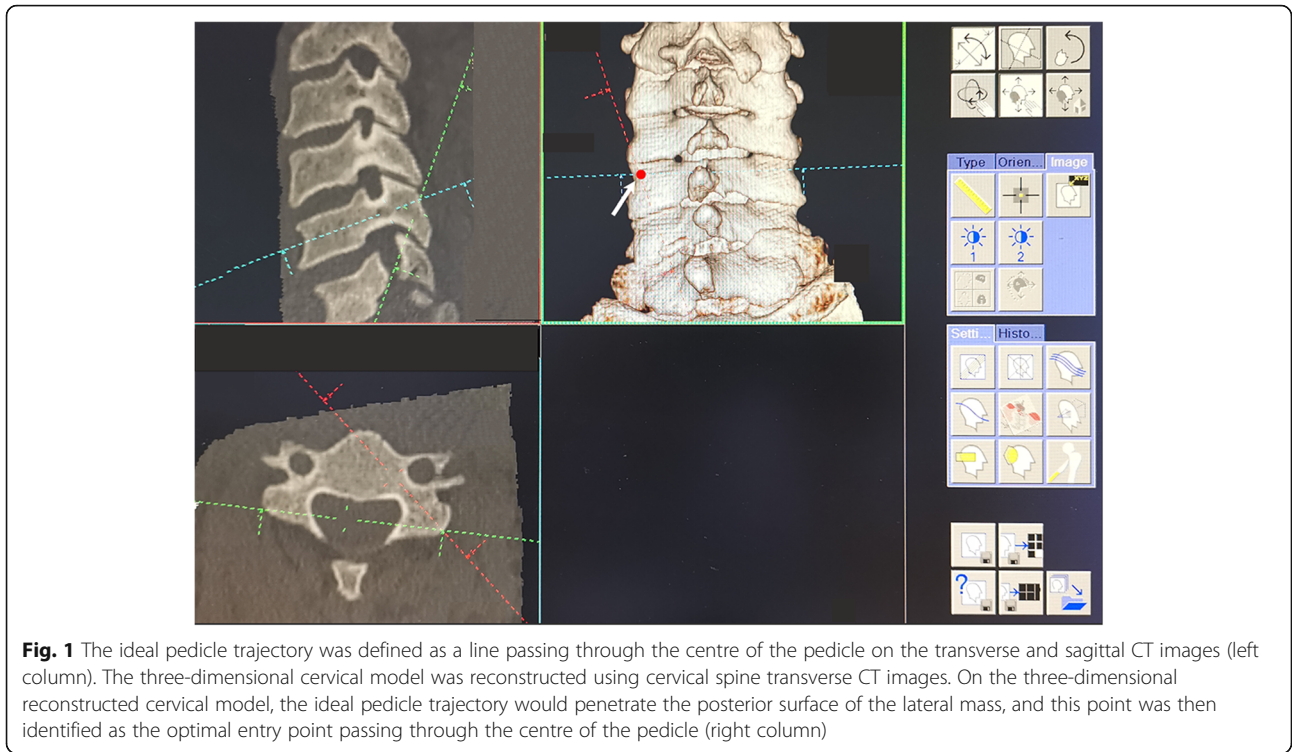 Type Orien... Image
XYZ
1 2
Setti... Histo...
?
Fig. 1 The ideal pedicle trajectory was defined as a line passing through the centre of the pedicle on the transverse and sagittal CT images (left
column). The three-dimensional cervical model was reconstructed using cervical spine transverse CT images. On the three-dimensional
reconstructed cervical model, the ideal pedicle trajectory would penetrate the posterior surface of the lateral mass, and this point was then
identified as the optimal entry point passing through the centre of the pedicle (right column)